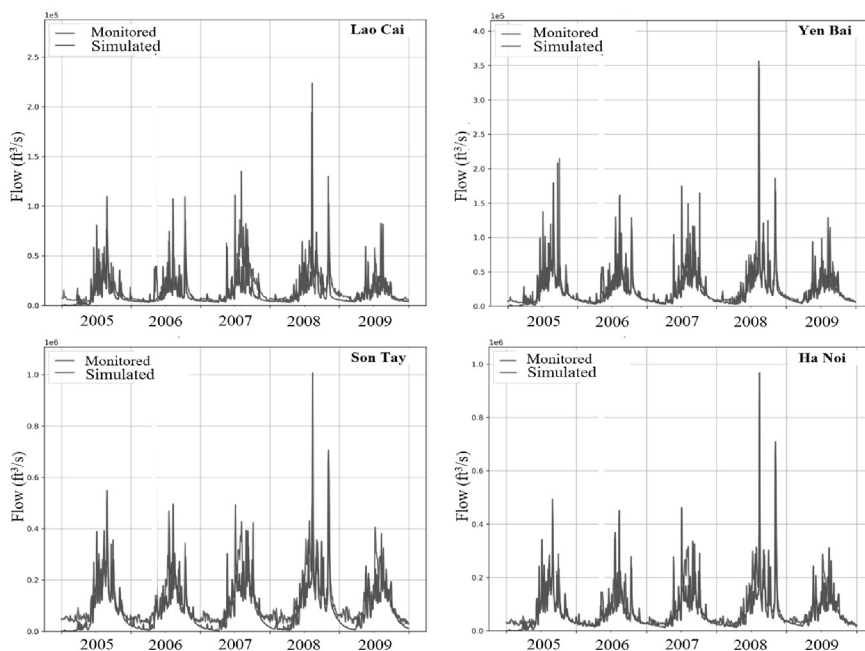 1e5
Monitored
Simulated
Lao Cai
Flow (ft³/s)
2.5
2.0
1.5
1.0
0.5
0.0
2005 2006 2007 2008 2009
1e5
Monitored
Simulated
Yen Bai
Flow (ft³/s)
4.0
3.5
3.0
2.5
2.0
1.5
1.0
0.5
0.0
2005 2006 2007 2008 2009
1e6
Monitored
Simulated
Son Tay
Flow (ft³/s)
1.0
0.8
0.6
0.4
0.2
0.0
2005 2006 2007 2008 2009
1e6
Monitored
Simulated
Ha Noi
Flow (ft³/s)
1.0
0.8
0.6
0.4
0.2
0.0
2005 2006 2007 2008 2009